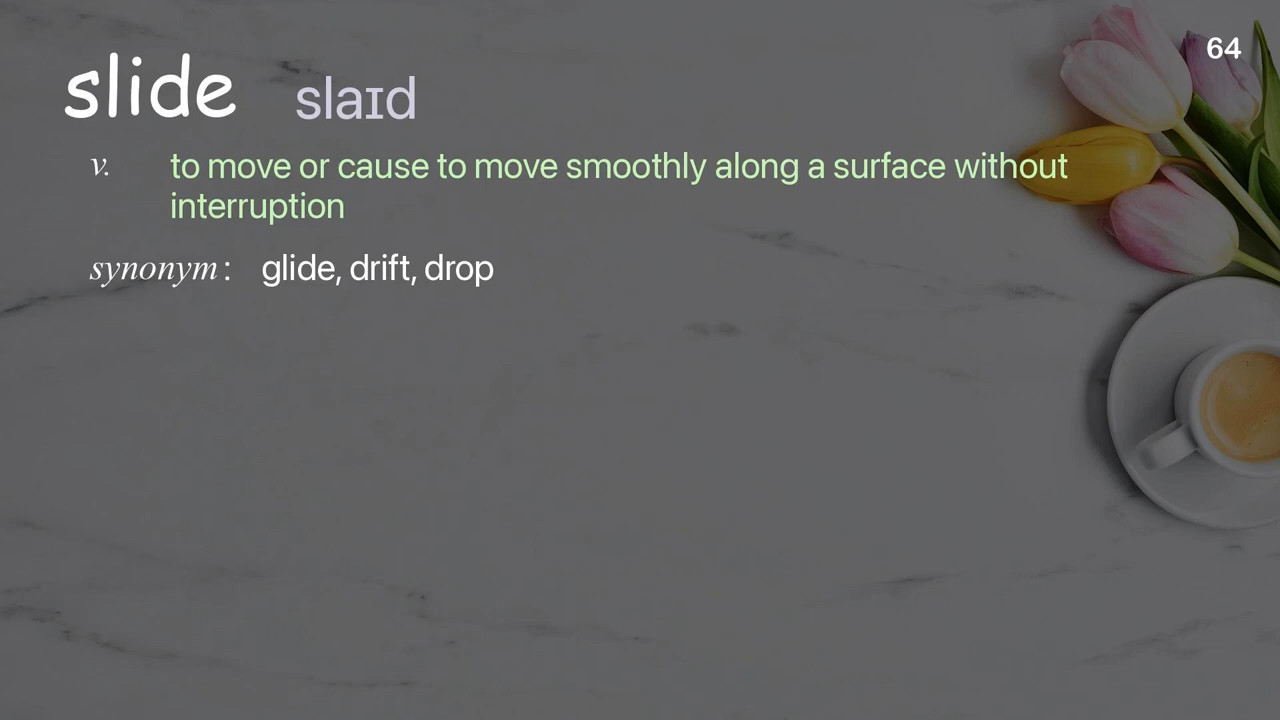 64
slide slaɪd
v. to move or cause to move smoothly along a surface without
interruption
synonym : glide, drift, drop